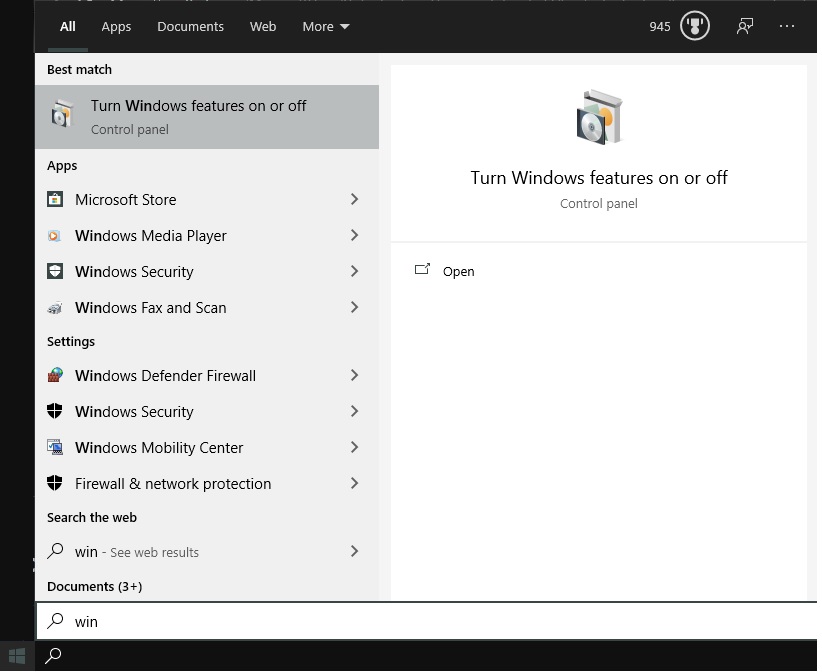 All Apps Documents Web More 945 ...
Best match
Turn Windows features on or off
Control panel
Apps
Microsoft Store
Windows Media Player
Windows Security
Windows Fax and Scan
Settings
Windows Defender Firewall
Windows Security
Windows Mobility Center
Firewall & network protection
Search the web
win - See web results
Documents (3+)
Turn Windows features on or off
Control panel
Open
win